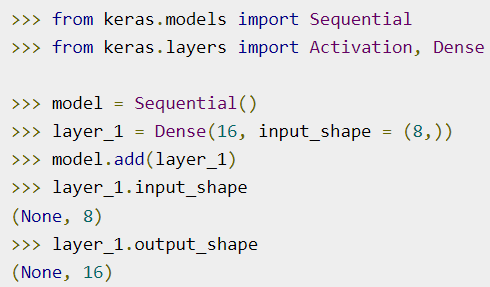 >>> from keras.models import Sequential
>>> from keras.layers import Activation, Dense
>>> model = Sequential()
>>> layer_1 = Dense(16, input_shape = (8,))
>>> model.add(layer_1)
>>> layer_1.input_shape
(None, 8)
>>> layer_1.output_shape
(None, 16)